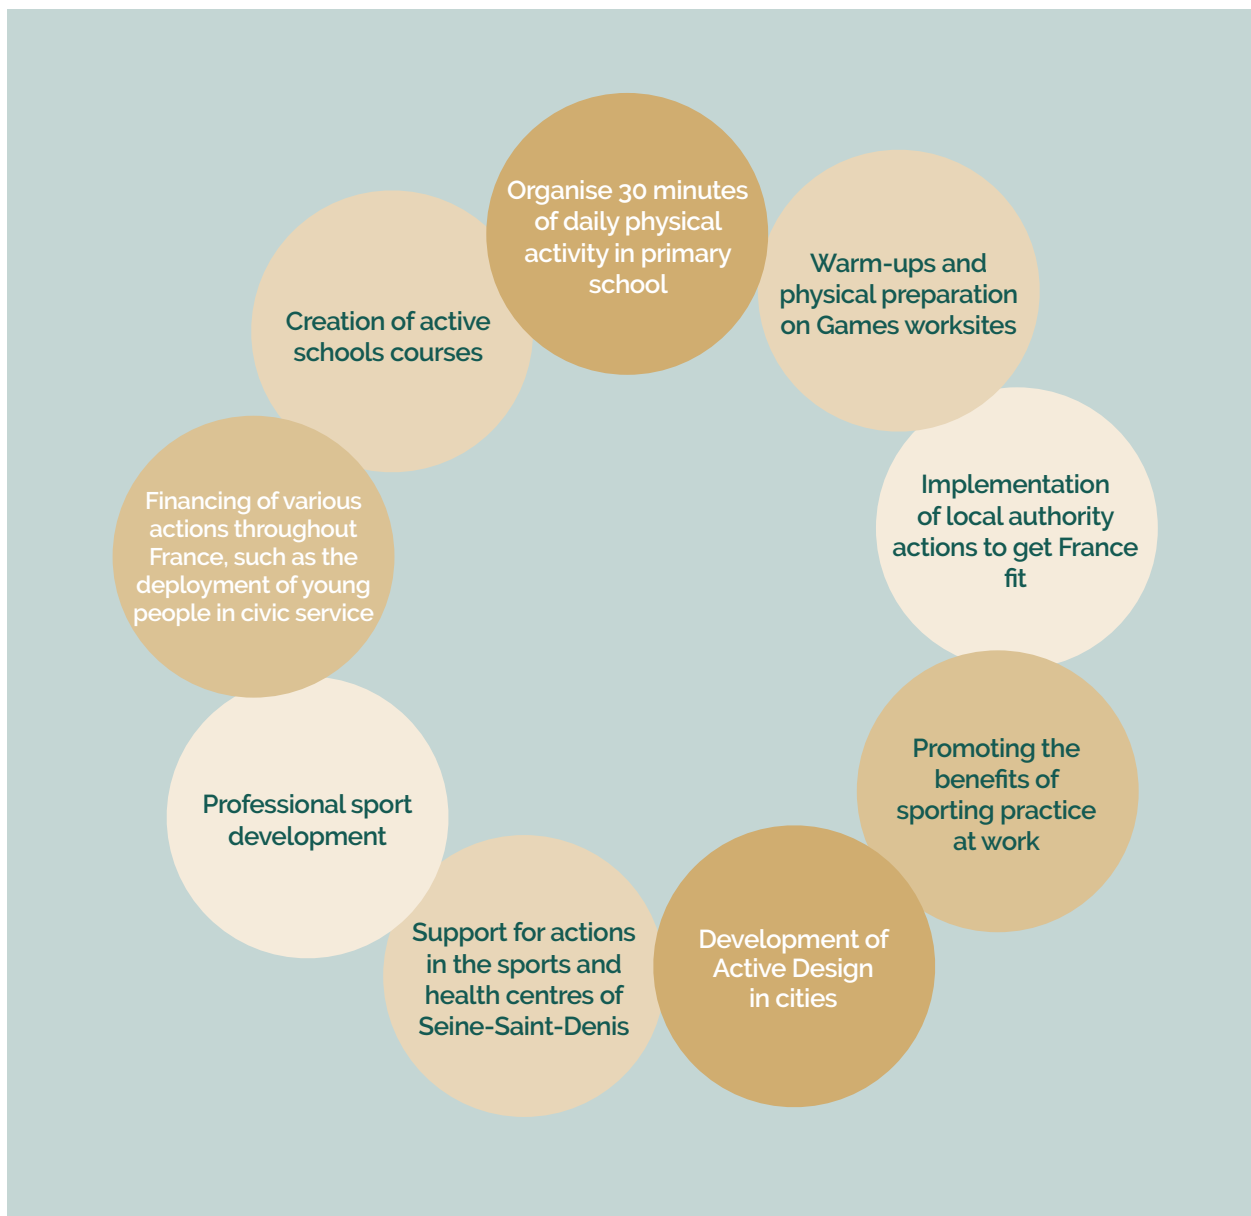 Organise 30 minutes
of daily physical
activity in primary
school
Warm-ups and
physical preparation
on Games worksites
Implementation
of local authority
actions to get France
fit
Promoting the
benefits of
sporting practice
at work
Development of
Active Design
in cities
Support for actions
in the sports and
health centres of
Seine-Saint-Denis
Professional sport
development
Financing of various
actions throughout
France, such as the
deployment of young
people in civic service
Creation of active
schools courses